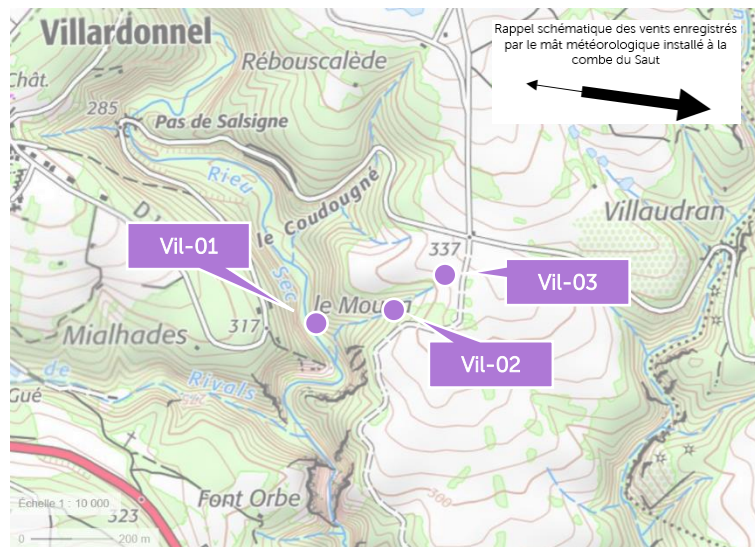 Villardonnel
Rappel schématique des vents enregistrés
par le mât météorologique installé à la
combe du Saut
Rébouscalède
Chât.
285
Pas de Salsigne
Rieu
le Coudougné
Sec
Villaudran
Vil-01
337
Vil-03
le Moulin
317
Mialhades
Vil-02
de
Rivals
Gué
300
Font Orbe
Échelle 1 : 10 000
323
0
200 m